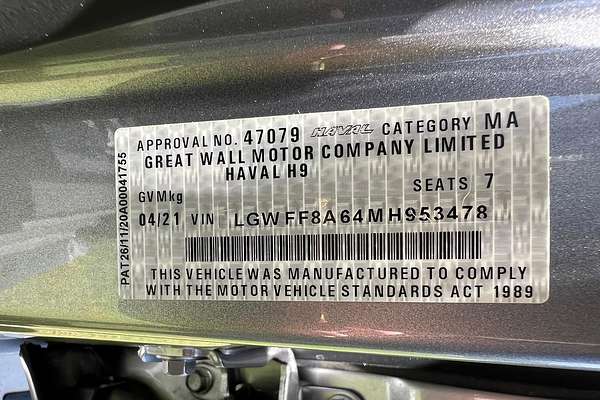 APPROVAL NO. 47079 HAVAL CATEGORY MA
GREAT WALL MOTOR COMPANY LIMITED
HAVAL H9
GVMkg SEATS 7
04/21 VIN LGWFF8A64MH953478
THIS VEHICLE WAS MANUFACTURED TO COMPLY
WITH THE MOTOR VEHICLE STANDARDS ACT 1989
PAT26/11/20A00041755